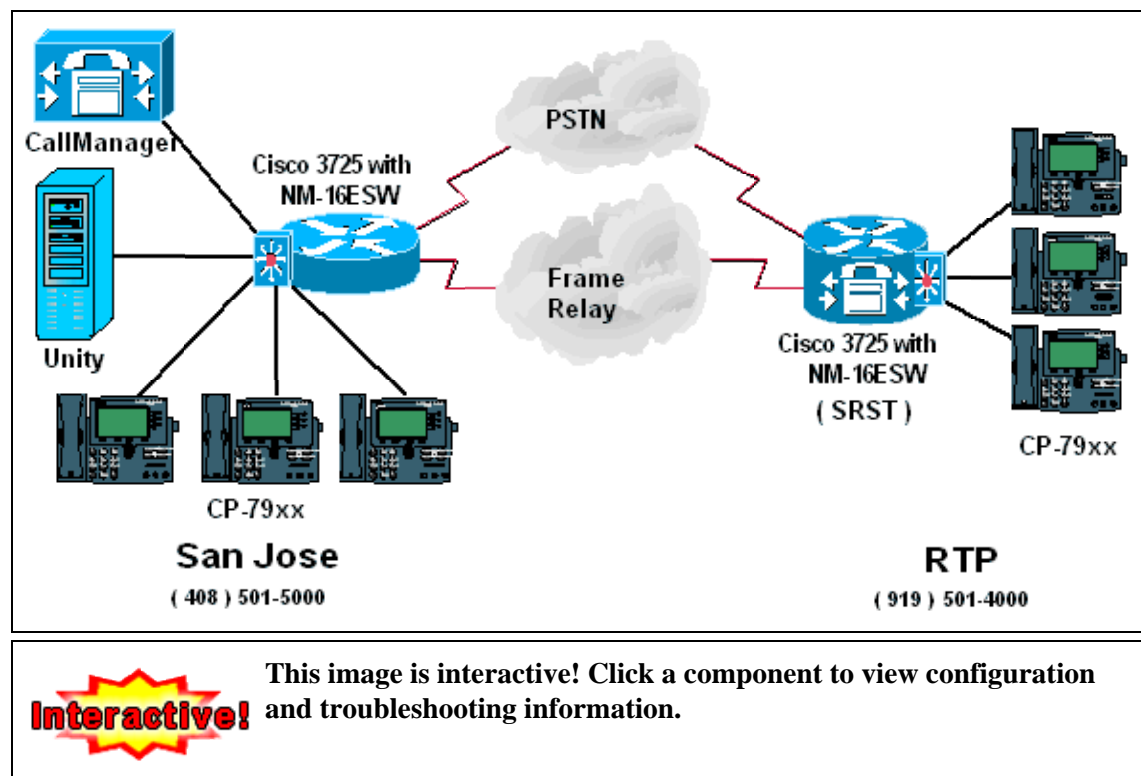 CallManager
Unity
Cisco 3725 with
NM-16ESW
PSTN
Frame
Relay
Cisco 3725 with
NM-16ESW
( SRST )
CP-79xx
CP-79xx
San Jose
( 408 ) 501-5000
RTP
( 919 ) 501-4000
Interactive!
This image is interactive! Click a component to view configuration
and troubleshooting information.